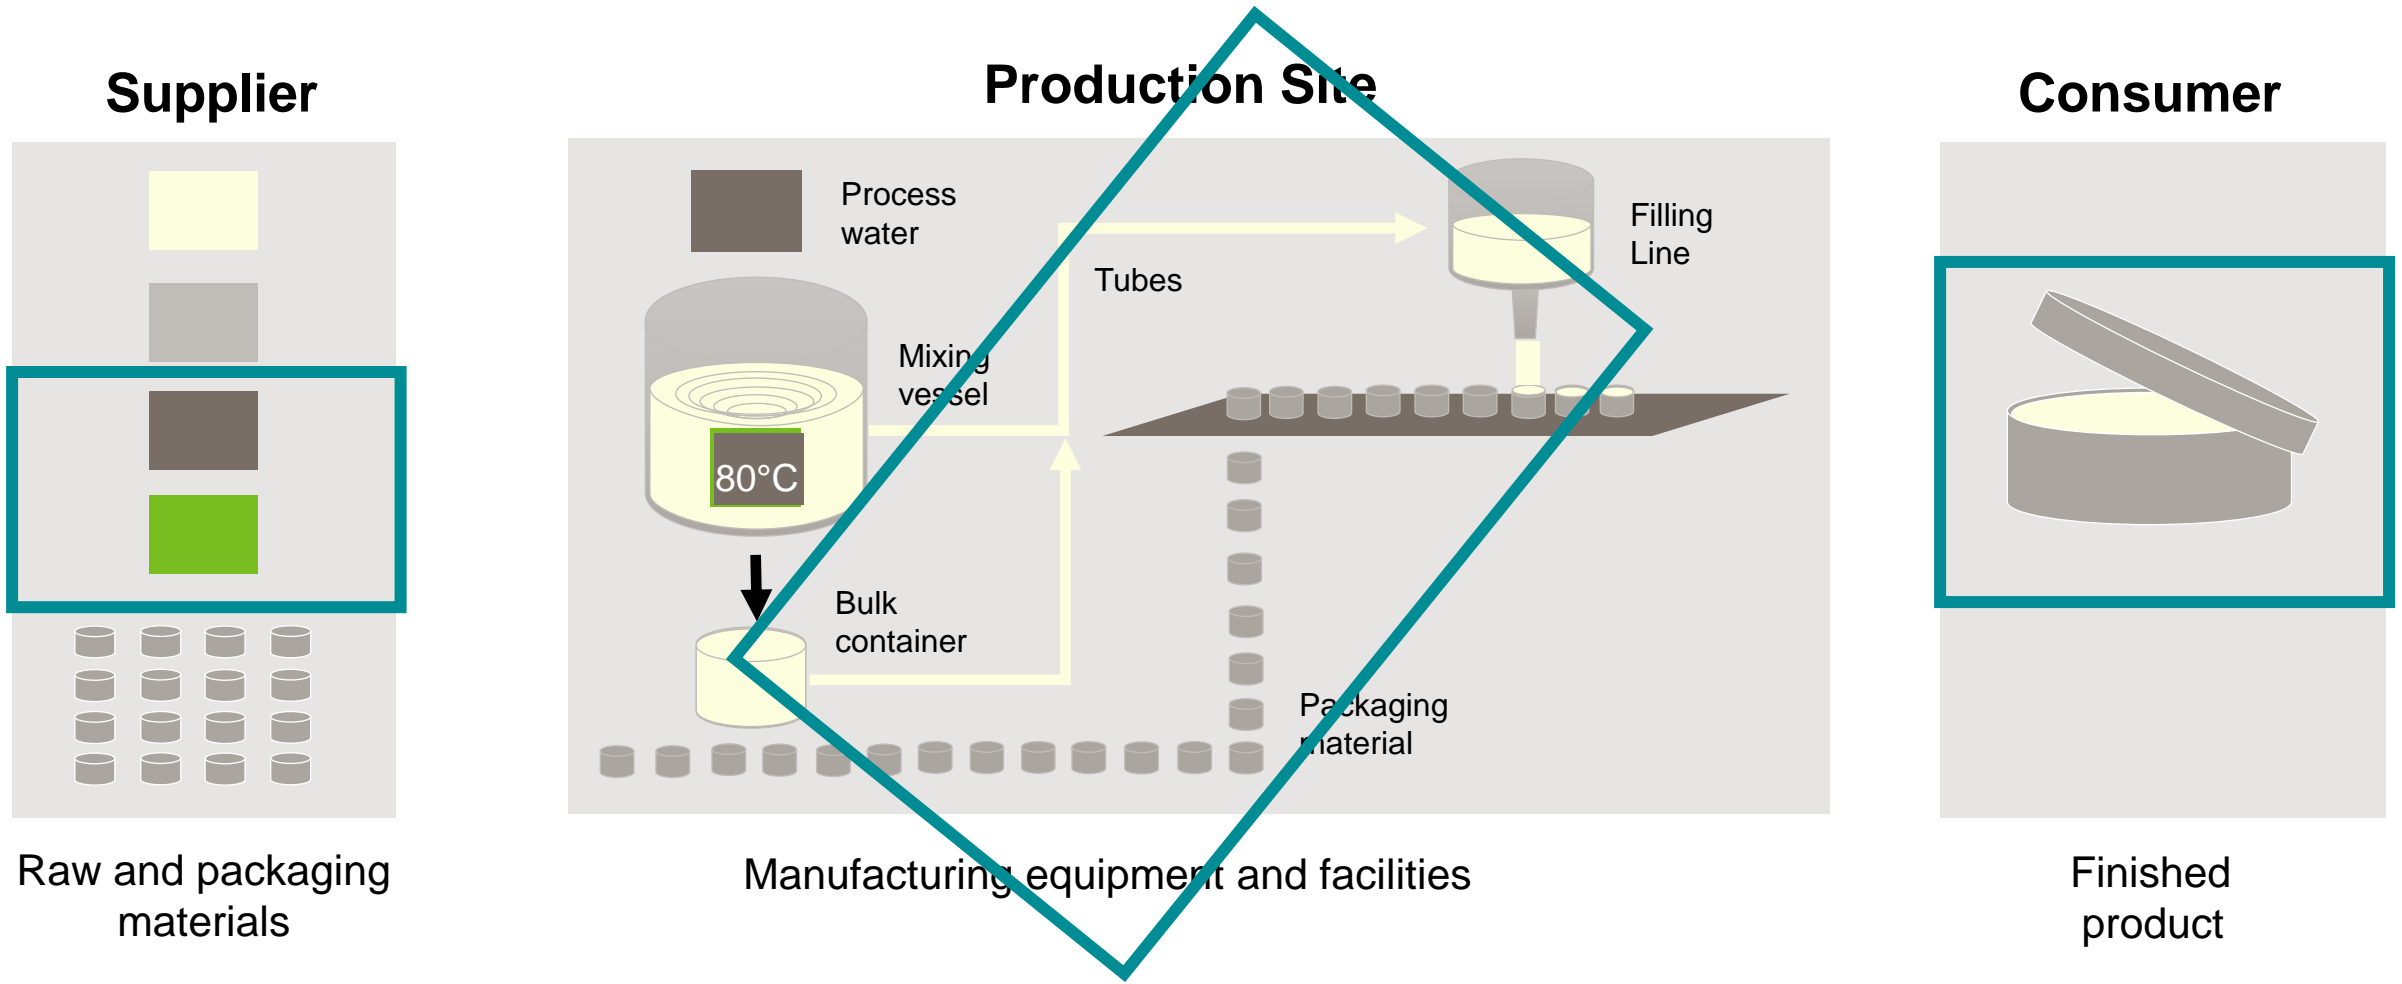 Supplier
Production Site
Consumer
Process
water
Filling
Line
Tubes
Mixing
vessel
80°C
Bulk
container
Packaging
material
Raw and packaging
materials
Manufacturing equipment and facilities
Finished
product